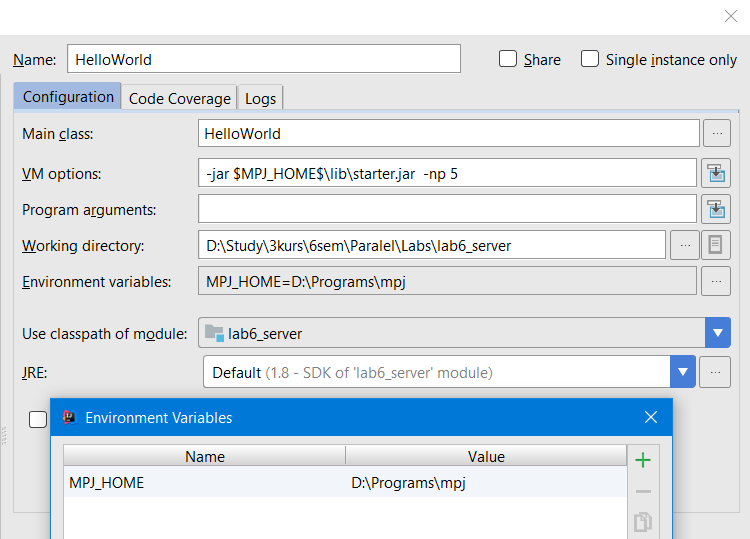 Name: HelloWorld Share Single instance only
Configuration Code Coverage Logs
Main class: HelloWorld ...
VM options: -jar $MPJ_HOME$\lib\starter.jar  -np 5
Program arguments:
Working directory: D:\Study\3kurs\6sem\Paralel\Labs\lab6_server ...
Environment variables: MPJ_HOME=D:\Programs\mpj ...
Use classpath of module: lab6_server
JRE: Default (1.8 - SDK of 'lab6_server' module) ...
Environment Variables
Name Value
MPJ_HOME D:\Programs\mpj